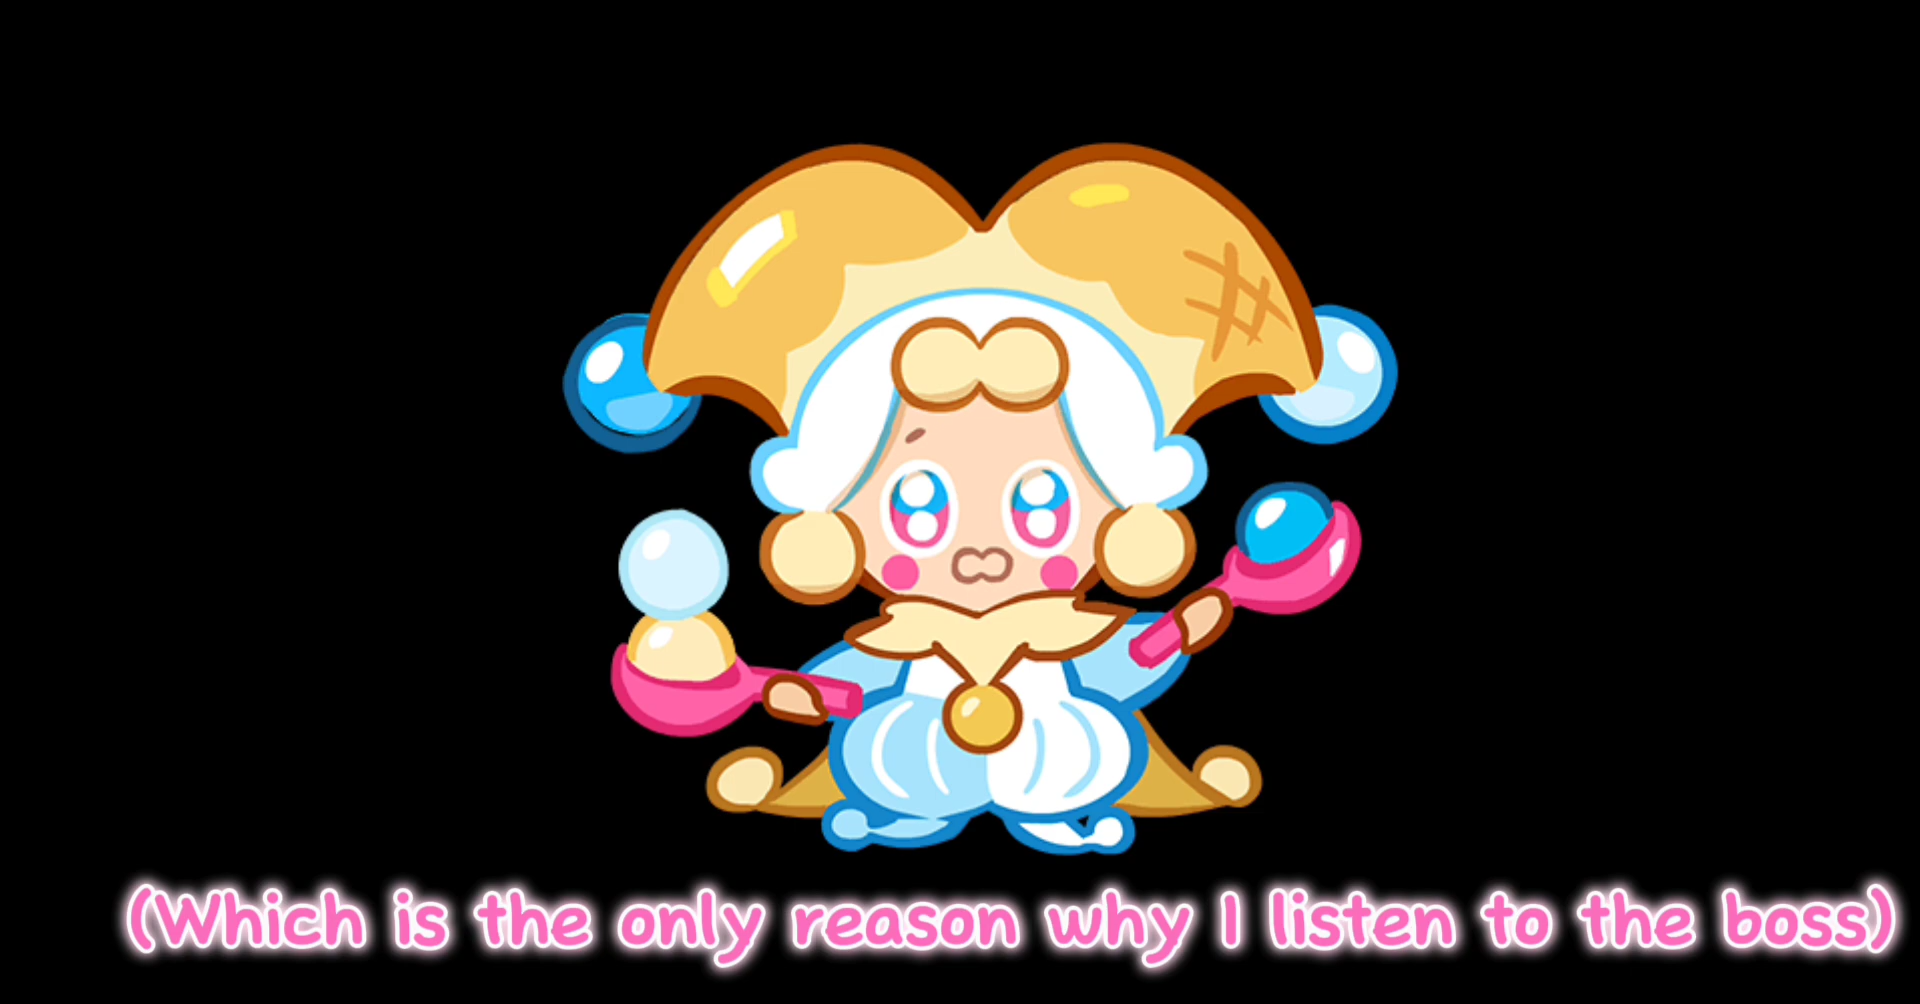 (Which is the only reason why I listen to the boss)